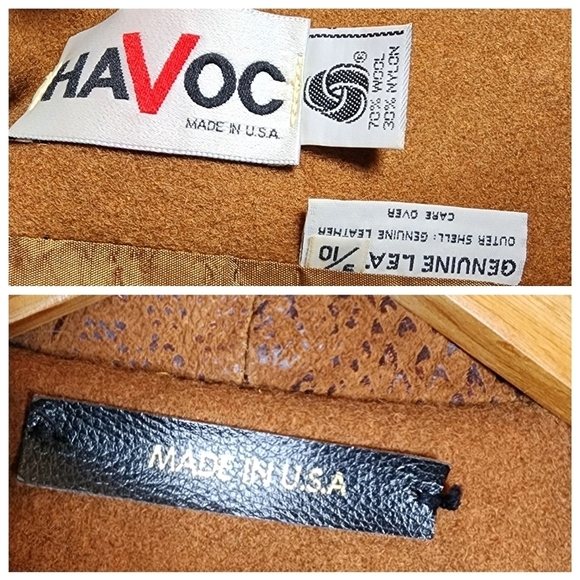 HAVOC
MADE IN U.S.A.
®
70% WOOL
30% NYLON
GENUINE LEA
9/10
OUTER SHELL: GENUINE LEATHER
CARE OVER
MADE IN U.S.A